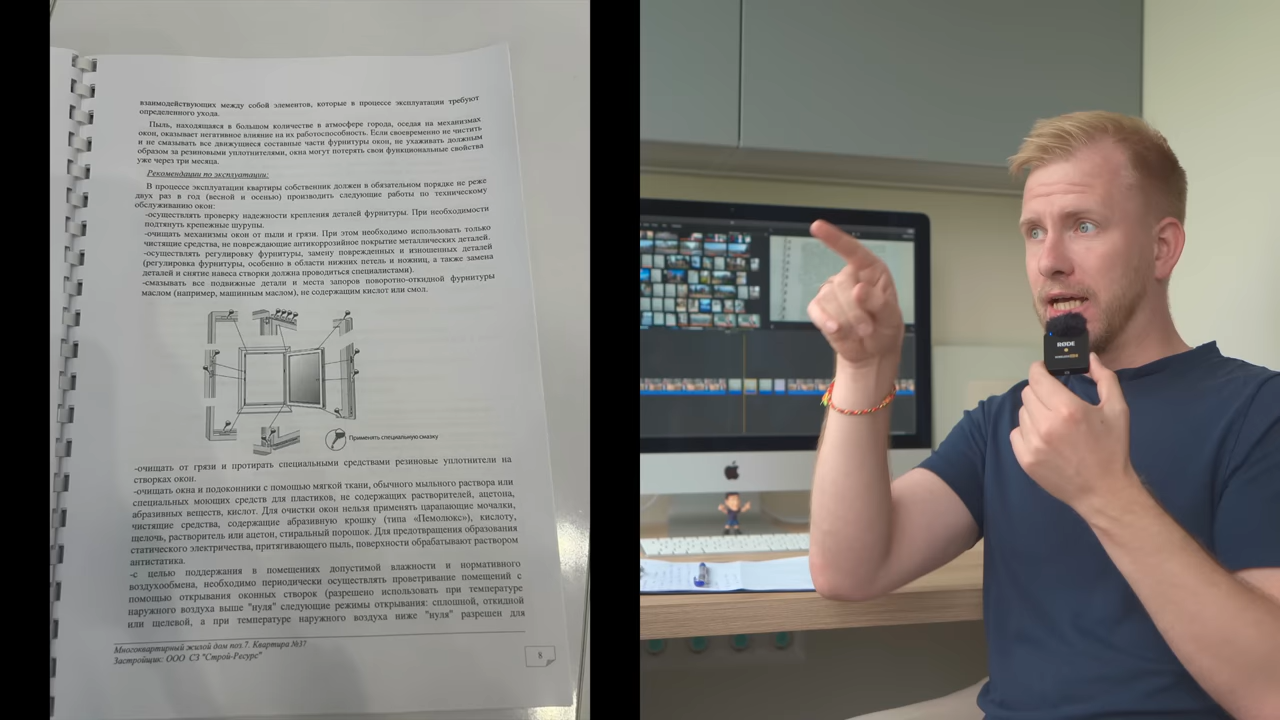 взаимодействующих между собой элементов, которые в процессе эксплуатации требуют
определенного ухода.
Пыль, находящаяся в большом количестве в атмосфере города, оседая на механизмах
окон, оказывает негативное влияние на их работоспособность. Если своевременно не чистить
и не смазывать все движущиеся составные части фурнитуры окон, не ухаживать должным
образом за резиновыми уплотнителями, окна могут потерять свои функциональные свойства
уже через три месяца.
Рекомендации по эксплуатации:
В процессе эксплуатации квартиры собственник должен в обязательном порядке не реже
двух раз в год (весной и осенью) производить следующие работы по техническому
обслуживанию окон:
-осуществлять проверку надежности крепления деталей фурнитуры. При необходимости
подтянуть крепежные шурупы.
-очищать механизмы окон от пыли и грязи. При этом необходимо использовать только
чистящие средства, не повреждающие антикоррозийное покрытие металлических деталей.
-осуществлять регулировку фурнитуры, замену поврежденных и изношенных деталей
(регулировка фурнитуры, особенно в области нижних петель и ножниц, а также замена
деталей и снятие навеса створки должна проводиться специалистами).
-смазывать все подвижные детали и места запоров поворотно-откидной фурнитуры
маслом (например, машинным маслом), не содержащим кислот или смол.
Применять специальную смазку
-очищать от грязи и протирать специальными средствами резиновые уплотнители на
створках окон.
-очищать окна и подоконники с помощью мягкой ткани, обычного мыльного раствора или
специальных моющих средств для пластиков, не содержащих растворителей, ацетона,
абразивных веществ, кислот. Для очистки окон нельзя применять царапающие мочалки,
чистящие средства, содержащие абразивную крошку (типа «Пемолюкс»), кислоту,
щелочь, растворитель или ацетон, стиральный порошок. Для предотвращения образования
статического электричества, притягивающего пыль, поверхности обрабатывают раствором
антистатика.
-с целью поддержания в помещениях допустимой влажности и нормативного
воздухообмена, необходимо периодически осуществлять проветривание помещений с
помощью открывания оконных створок (разрешено использовать при температуре
наружного воздуха выше "нуля" следующие режимы открывания: сплошной, откидной
или щелевой, а при температуре наружного воздуха ниже "нуля" разрешен для
Многоквартирный жилой дом поз.7. Квартира №37
Застройщик: ООО СЗ "Строй-Ресурс"
8
RØDE